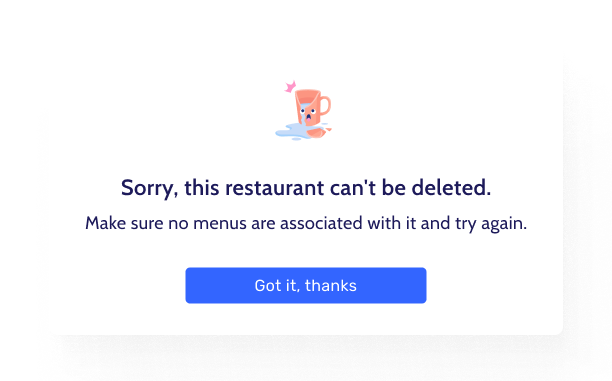 Sorry, this restaurant can't be deleted.
Make sure no menus are associated with it and try again.
Got it, thanks